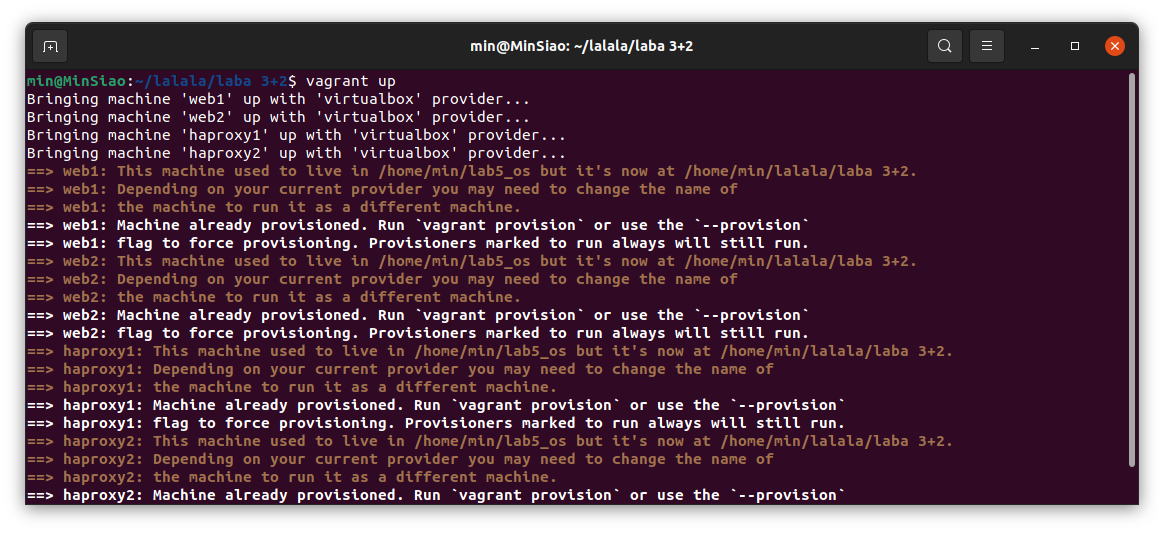 min@MinSiao: ~/lalala/laba 3+2
min@MinSiao:~/lalala/laba 3+2$ vagrant up
Bringing machine 'web1' up with 'virtualbox' provider...
Bringing machine 'web2' up with 'virtualbox' provider...
Bringing machine 'haproxy1' up with 'virtualbox' provider...
Bringing machine 'haproxy2' up with 'virtualbox' provider...
==> web1: This machine used to live in /home/min/lab5_os but it's now at /home/min/lalala/laba 3+2.
==> web1: Depending on your current provider you may need to change the name of
==> web1: the machine to run it as a different machine.
==> web1: Machine already provisioned. Run `vagrant provision` or use the `--provision`
==> web1: flag to force provisioning. Provisioners marked to run always will still run.
==> web2: This machine used to live in /home/min/lab5_os but it's now at /home/min/lalala/laba 3+2.
==> web2: Depending on your current provider you may need to change the name of
==> web2: the machine to run it as a different machine.
==> web2: Machine already provisioned. Run `vagrant provision` or use the `--provision`
==> web2: flag to force provisioning. Provisioners marked to run always will still run.
==> haproxy1: This machine used to live in /home/min/lab5_os but it's now at /home/min/lalala/laba 3+2.
==> haproxy1: Depending on your current provider you may need to change the name of
==> haproxy1: the machine to run it as a different machine.
==> haproxy1: Machine already provisioned. Run `vagrant provision` or use the `--provision`
==> haproxy1: flag to force provisioning. Provisioners marked to run always will still run.
==> haproxy2: This machine used to live in /home/min/lab5_os but it's now at /home/min/lalala/laba 3+2.
==> haproxy2: Depending on your current provider you may need to change the name of
==> haproxy2: the machine to run it as a different machine.
==> haproxy2: Machine already provisioned. Run `vagrant provision` or use the `--provision`